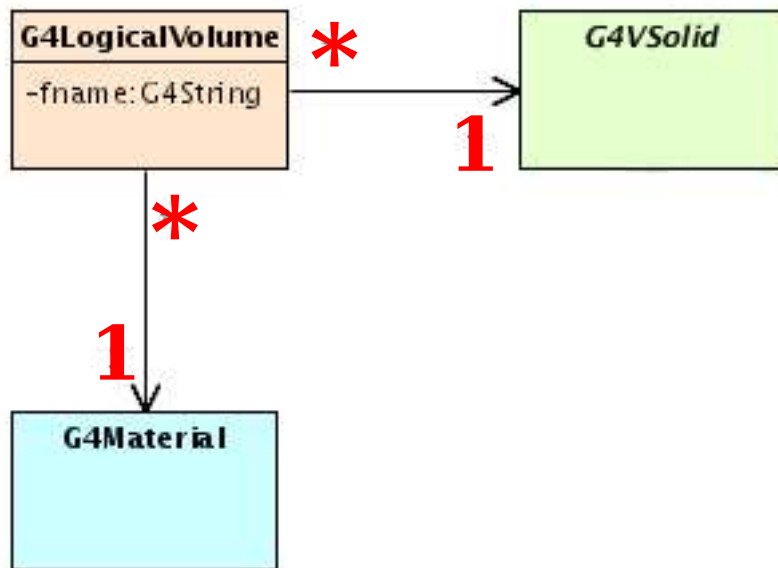 G4LogicalVolume
-fname:G4String
*
1
G4VSolid
*
1
G4Material